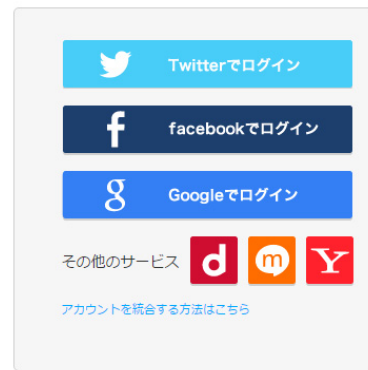 Twitterでログイン
f facebookでログイン
g Googleでログイン
その他のサービス d m Y
アカウントを統合する方法はこちら